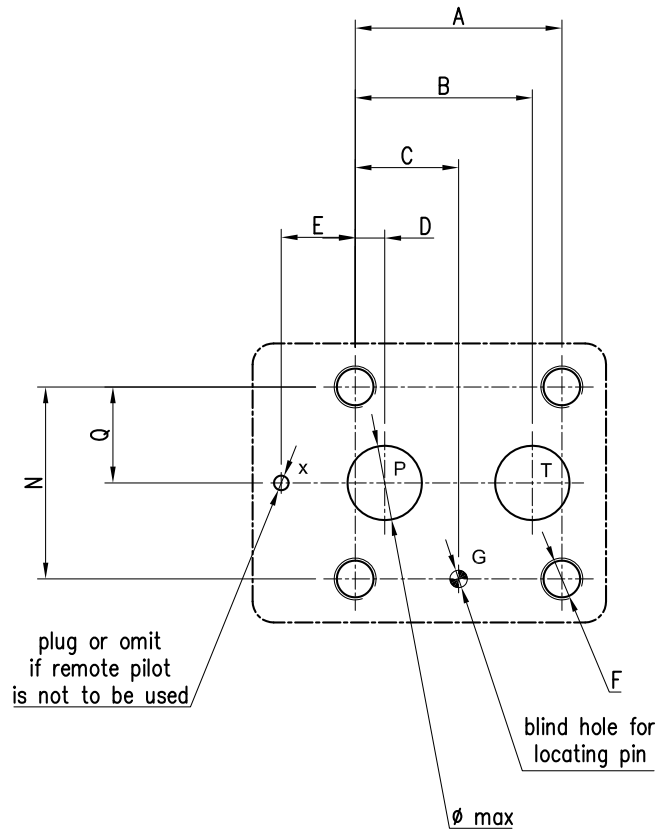 A
B
C
E
D
Q
N
x
P
T
G
plug or omit
if remote pilot
is not to be used
F
blind hole for
locating pin
ø max